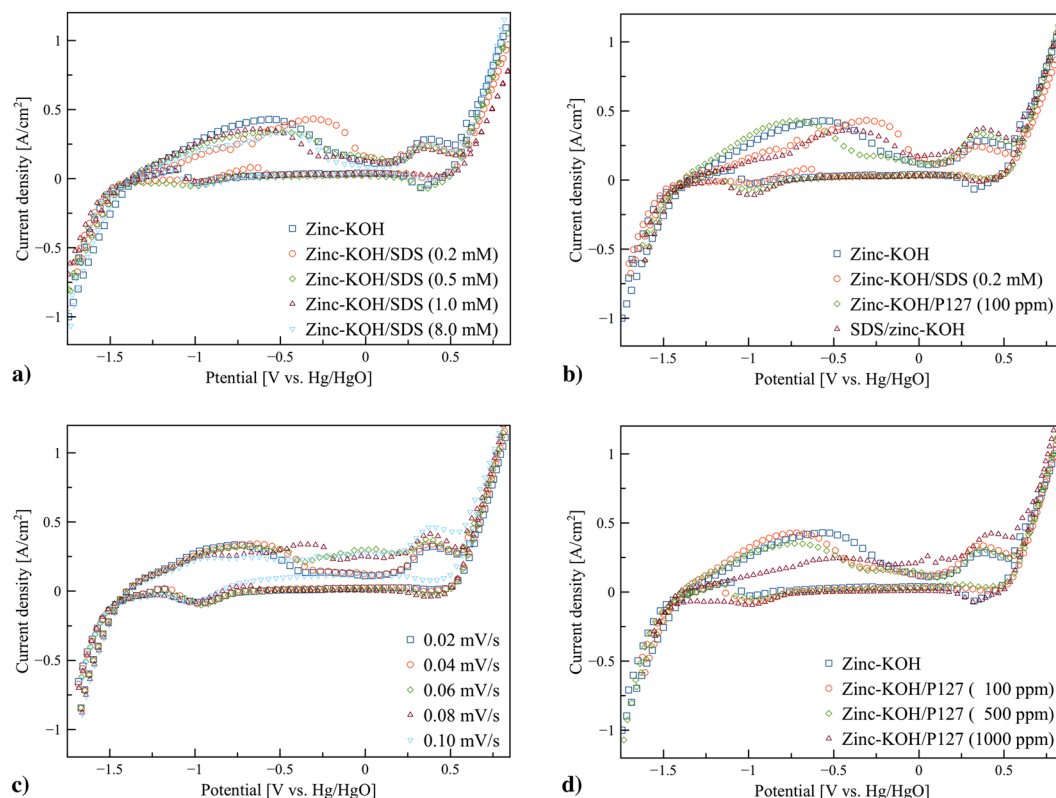 1
0.5
0
−0.5
−1
Current density [A/cm²]
Zinc-KOH
Zinc-KOH/SDS (0.2 mM)
Zinc-KOH/SDS (0.5 mM)
Zinc-KOH/SDS (1.0 mM)
Zinc-KOH/SDS (8.0 mM)
−1.5 −1 −0.5 0 0.5
Ptential [V vs. Hg/HgO]
a)
1
0.5
0
−0.5
−1
Current density [A/cm²]
Zinc-KOH
Zinc-KOH/SDS (0.2 mM)
Zinc-KOH/P127 (100 ppm)
SDS/zinc-KOH
−1.5 −1 −0.5 0 0.5
Potential [V vs. Hg/HgO]
b)
1
0.5
0
−0.5
−1
Current density [A/cm²]
0.02 mV/s
0.04 mV/s
0.06 mV/s
0.08 mV/s
0.10 mV/s
−1.5 −1 −0.5 0 0.5
Potential [V vs. Hg/HgO]
c)
1
0.5
0
−0.5
−1
Current density [A/cm²]
Zinc-KOH
Zinc-KOH/P127 ( 100 ppm)
Zinc-KOH/P127 ( 500 ppm)
Zinc-KOH/P127 (1000 ppm)
−1.5 −1 −0.5 0 0.5
Potential [V vs. Hg/HgO]
d)